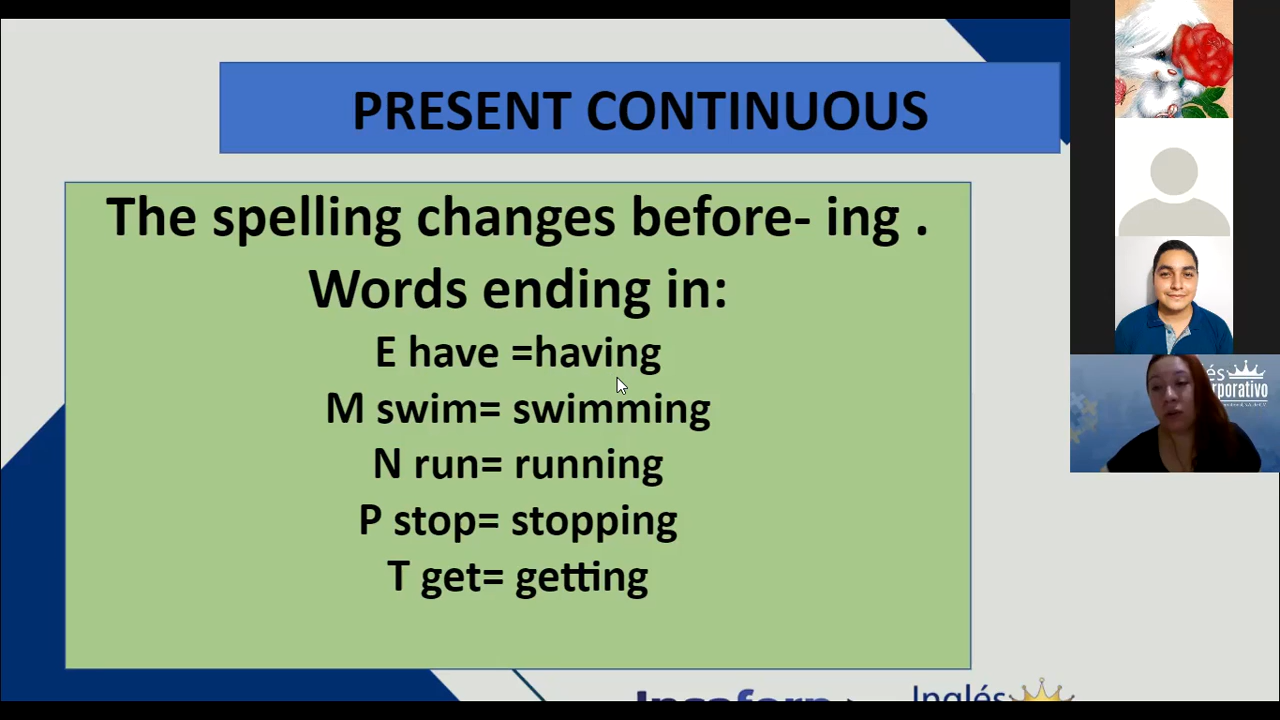 PRESENT CONTINUOUS
The spelling changes before- ing .
Words ending in:
E have =having
M swim= swimming
N run= running
P stop= stopping
T get= getting
Inglés